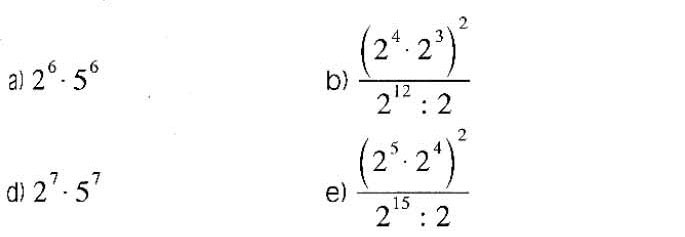 a) 2⁶ · 5⁶
b) (2⁴ · 2³)² / 2¹² : 2
d) 2⁷ · 5⁷
e) (2⁵ · 2⁴)² / 2¹⁵ : 2